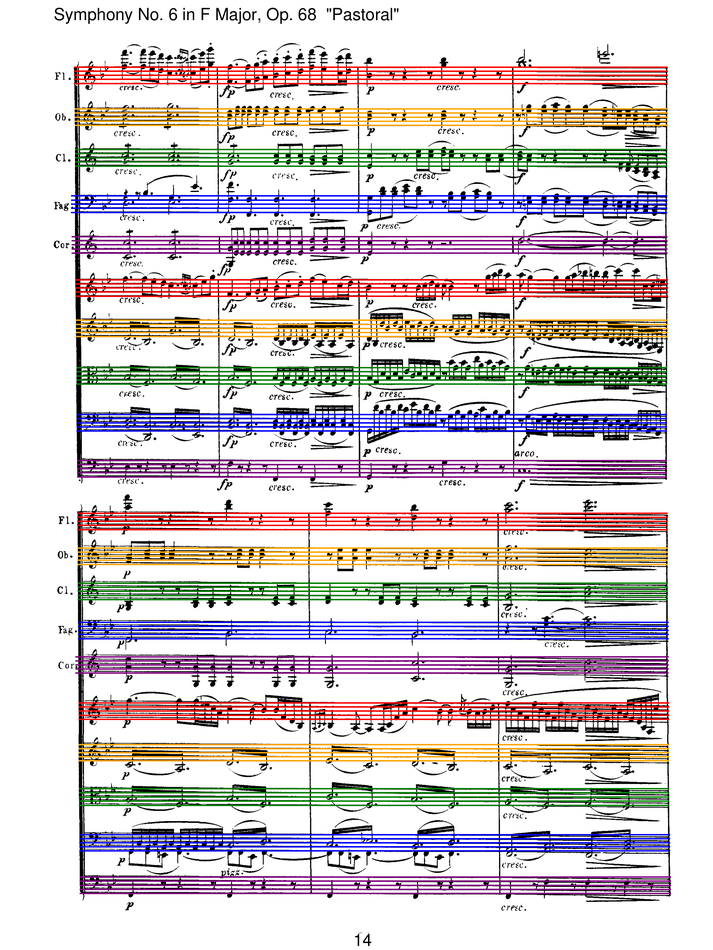 Symphony No. 6 in F Major, Op. 68 "Pastoral"
Fl.
cresc. fp cresc. p cresc. f
Ob.
cresc. fp cresc. p cresc. f
Cl.
cresc. fp cresc. p cresc. f
Fag
cresc. fp cresc. p cresc. f
Cor
cresc. fp cresc. p f
cresc. fp cresc. p cresc. f
cresc. fp cresc. p cresc. f
cresc. fp cresc. p cresc. f
cresc. fp cresc. p cresc. f arco.
cresc. fp cresc. p cresc. f
Fl.
p cresc.
Ob.
p cresc.
Cl.
p cresc.
Fag.
p cresc.
Cor
p cresc.
p cresc.
p cresc.
p cresc.
p pizz. cresc.
p cresc.
14